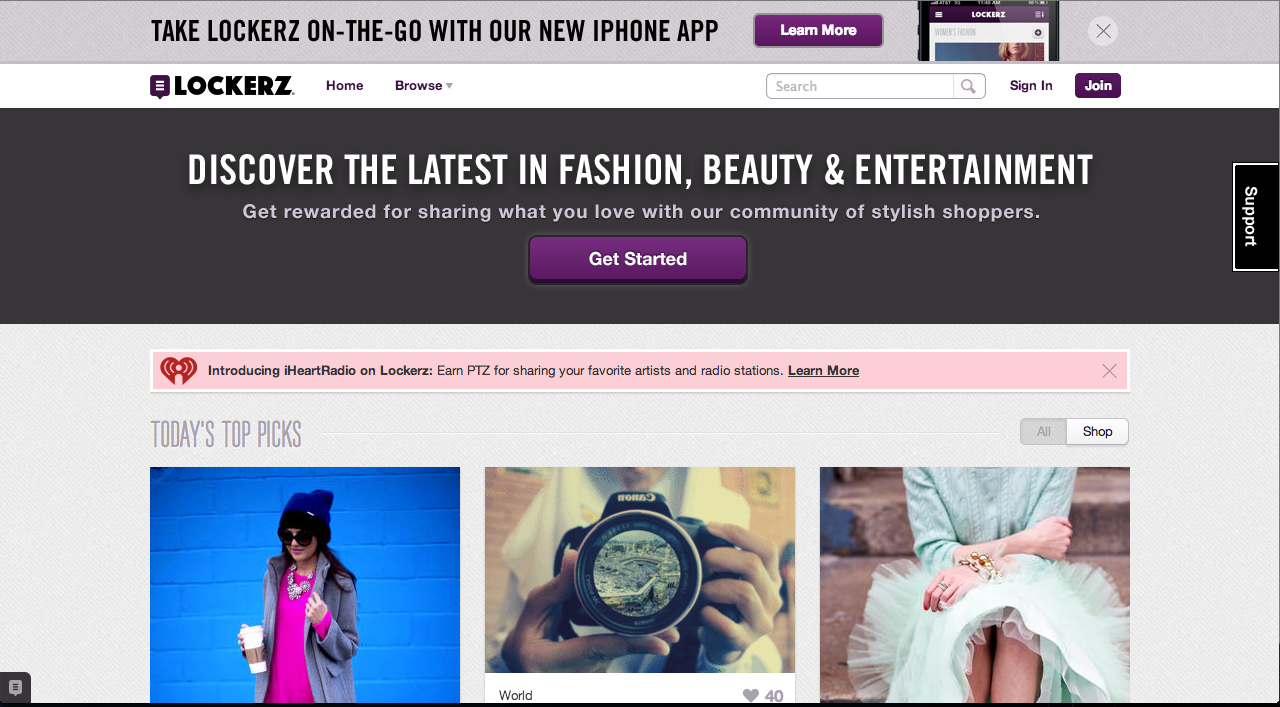 TAKE LOCKERZ ON-THE-GO WITH OUR NEW IPHONE APP
Learn More
LOCKERZ
WOMEN'S FASHION
LOCKERZ
Home
Browse
Search
Sign In
Join
DISCOVER THE LATEST IN FASHION, BEAUTY & ENTERTAINMENT
Get rewarded for sharing what you love with our community of stylish shoppers.
Get Started
Support
Introducing iHeartRadio on Lockerz: Earn PTZ for sharing your favorite artists and radio stations. Learn More
TODAY'S TOP PICKS
All
Shop
Canon
World
40